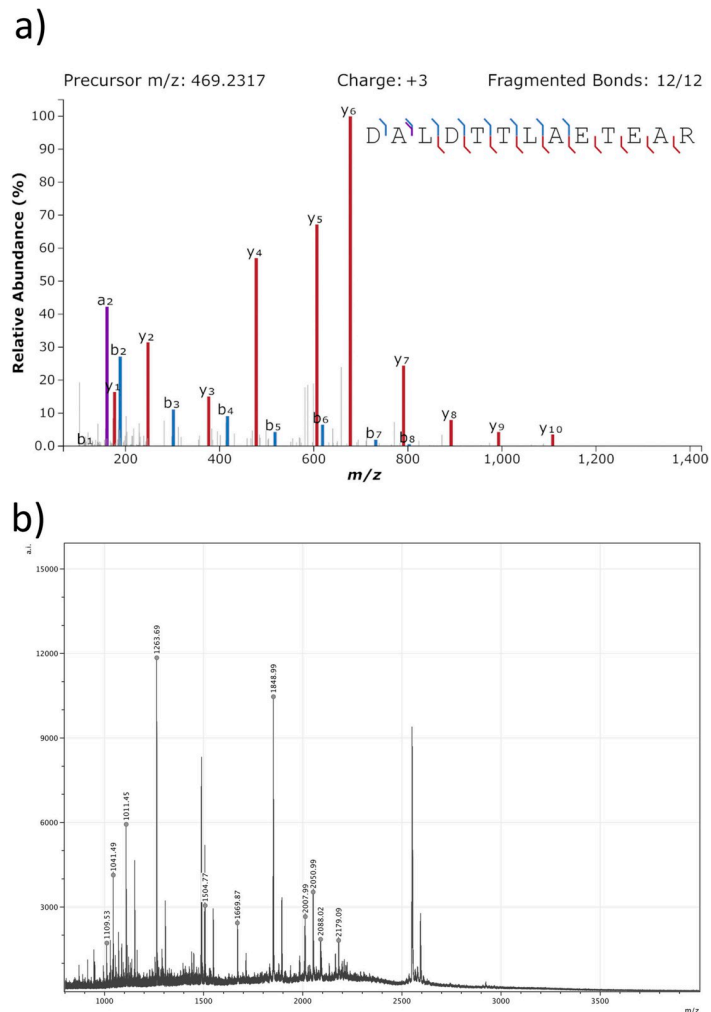 a)
Precursor m/z: 469.2317 Charge: +3 Fragmented Bonds: 12/12
DALDTTLAETEAR
Relative Abundance (%)
100
90
80
70
60
50
40
30
20
10
0.0
a2
b1
y1
b2
y2
b3
y3
b4
y4
b5
y5
b6
y6
b7
y7
b8
y8
y9
y10
200 400 600 800 1,000 1,200 1,400
m/z
b)
a.i.
15000
12000
9000
6000
3000
1109.53
1041.49
1011.45
1263.69
1504.77
1669.87
1848.99
2007.99
2050.99
2088.02
2179.09
1000 1500 2000 2500 3000 3500
m/z